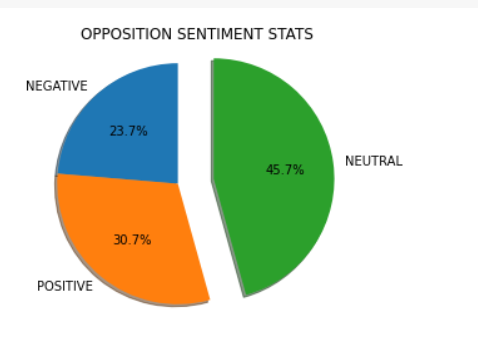 OPPOSITION SENTIMENT STATS
NEGATIVE
23.7%
45.7%
NEUTRAL
30.7%
POSITIVE